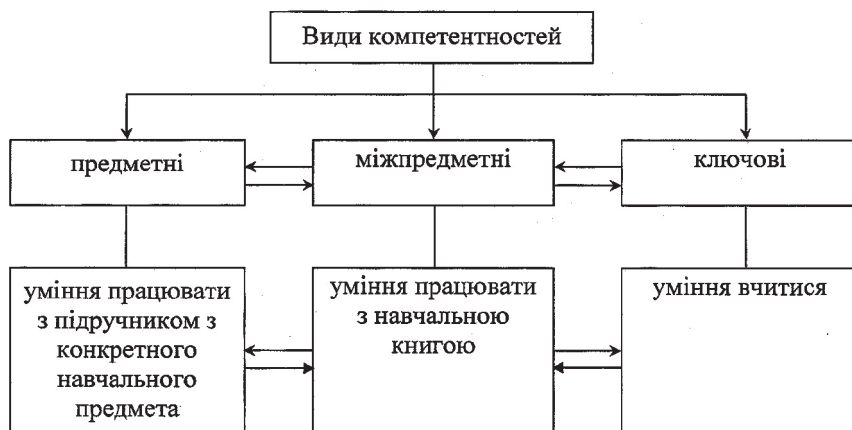 Види компетентностей
предметні
міжпредметні
ключові
уміння працювати
з підручником з
конкретного
навчального
предмета
уміння працювати
з навчальною
книгою
уміння вчитися